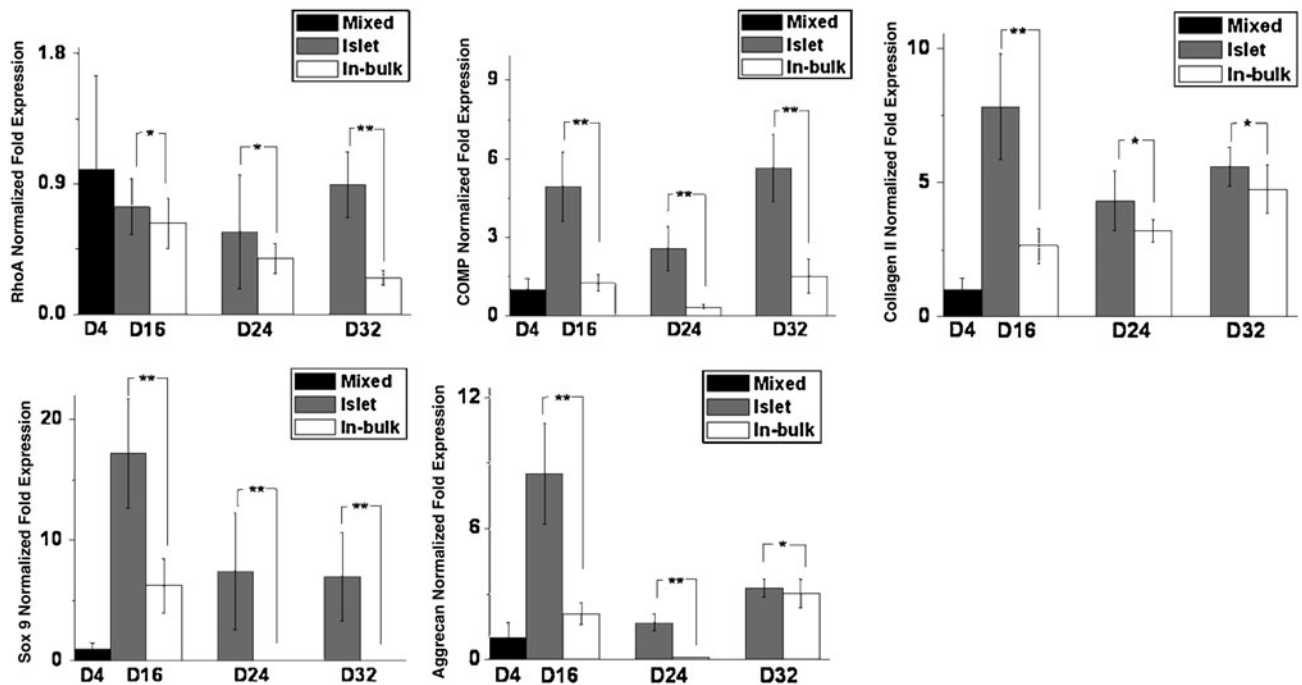 RhoA Normalized Fold Expression
1.8
0.9
0.0
Mixed
Islet
In-bulk
*
*
**
D4 D16 D24 D32
COMP Normalized Fold Expression
9
6
3
0
Mixed
Islet
In-bulk
**
**
**
D4 D16 D24 D32
Collagen II Normalized Fold Expression
10
5
0
Mixed
Islet
In-bulk
**
*
*
D4 D16 D24 D32
Sox 9 Normalized Fold Expression
20
10
0
Mixed
Islet
In-bulk
**
**
**
D4 D16 D24 D32
Aggrecan Normalized Fold Expression
12
6
0
Mixed
Islet
In-bulk
**
**
*
D4 D16 D24 D32